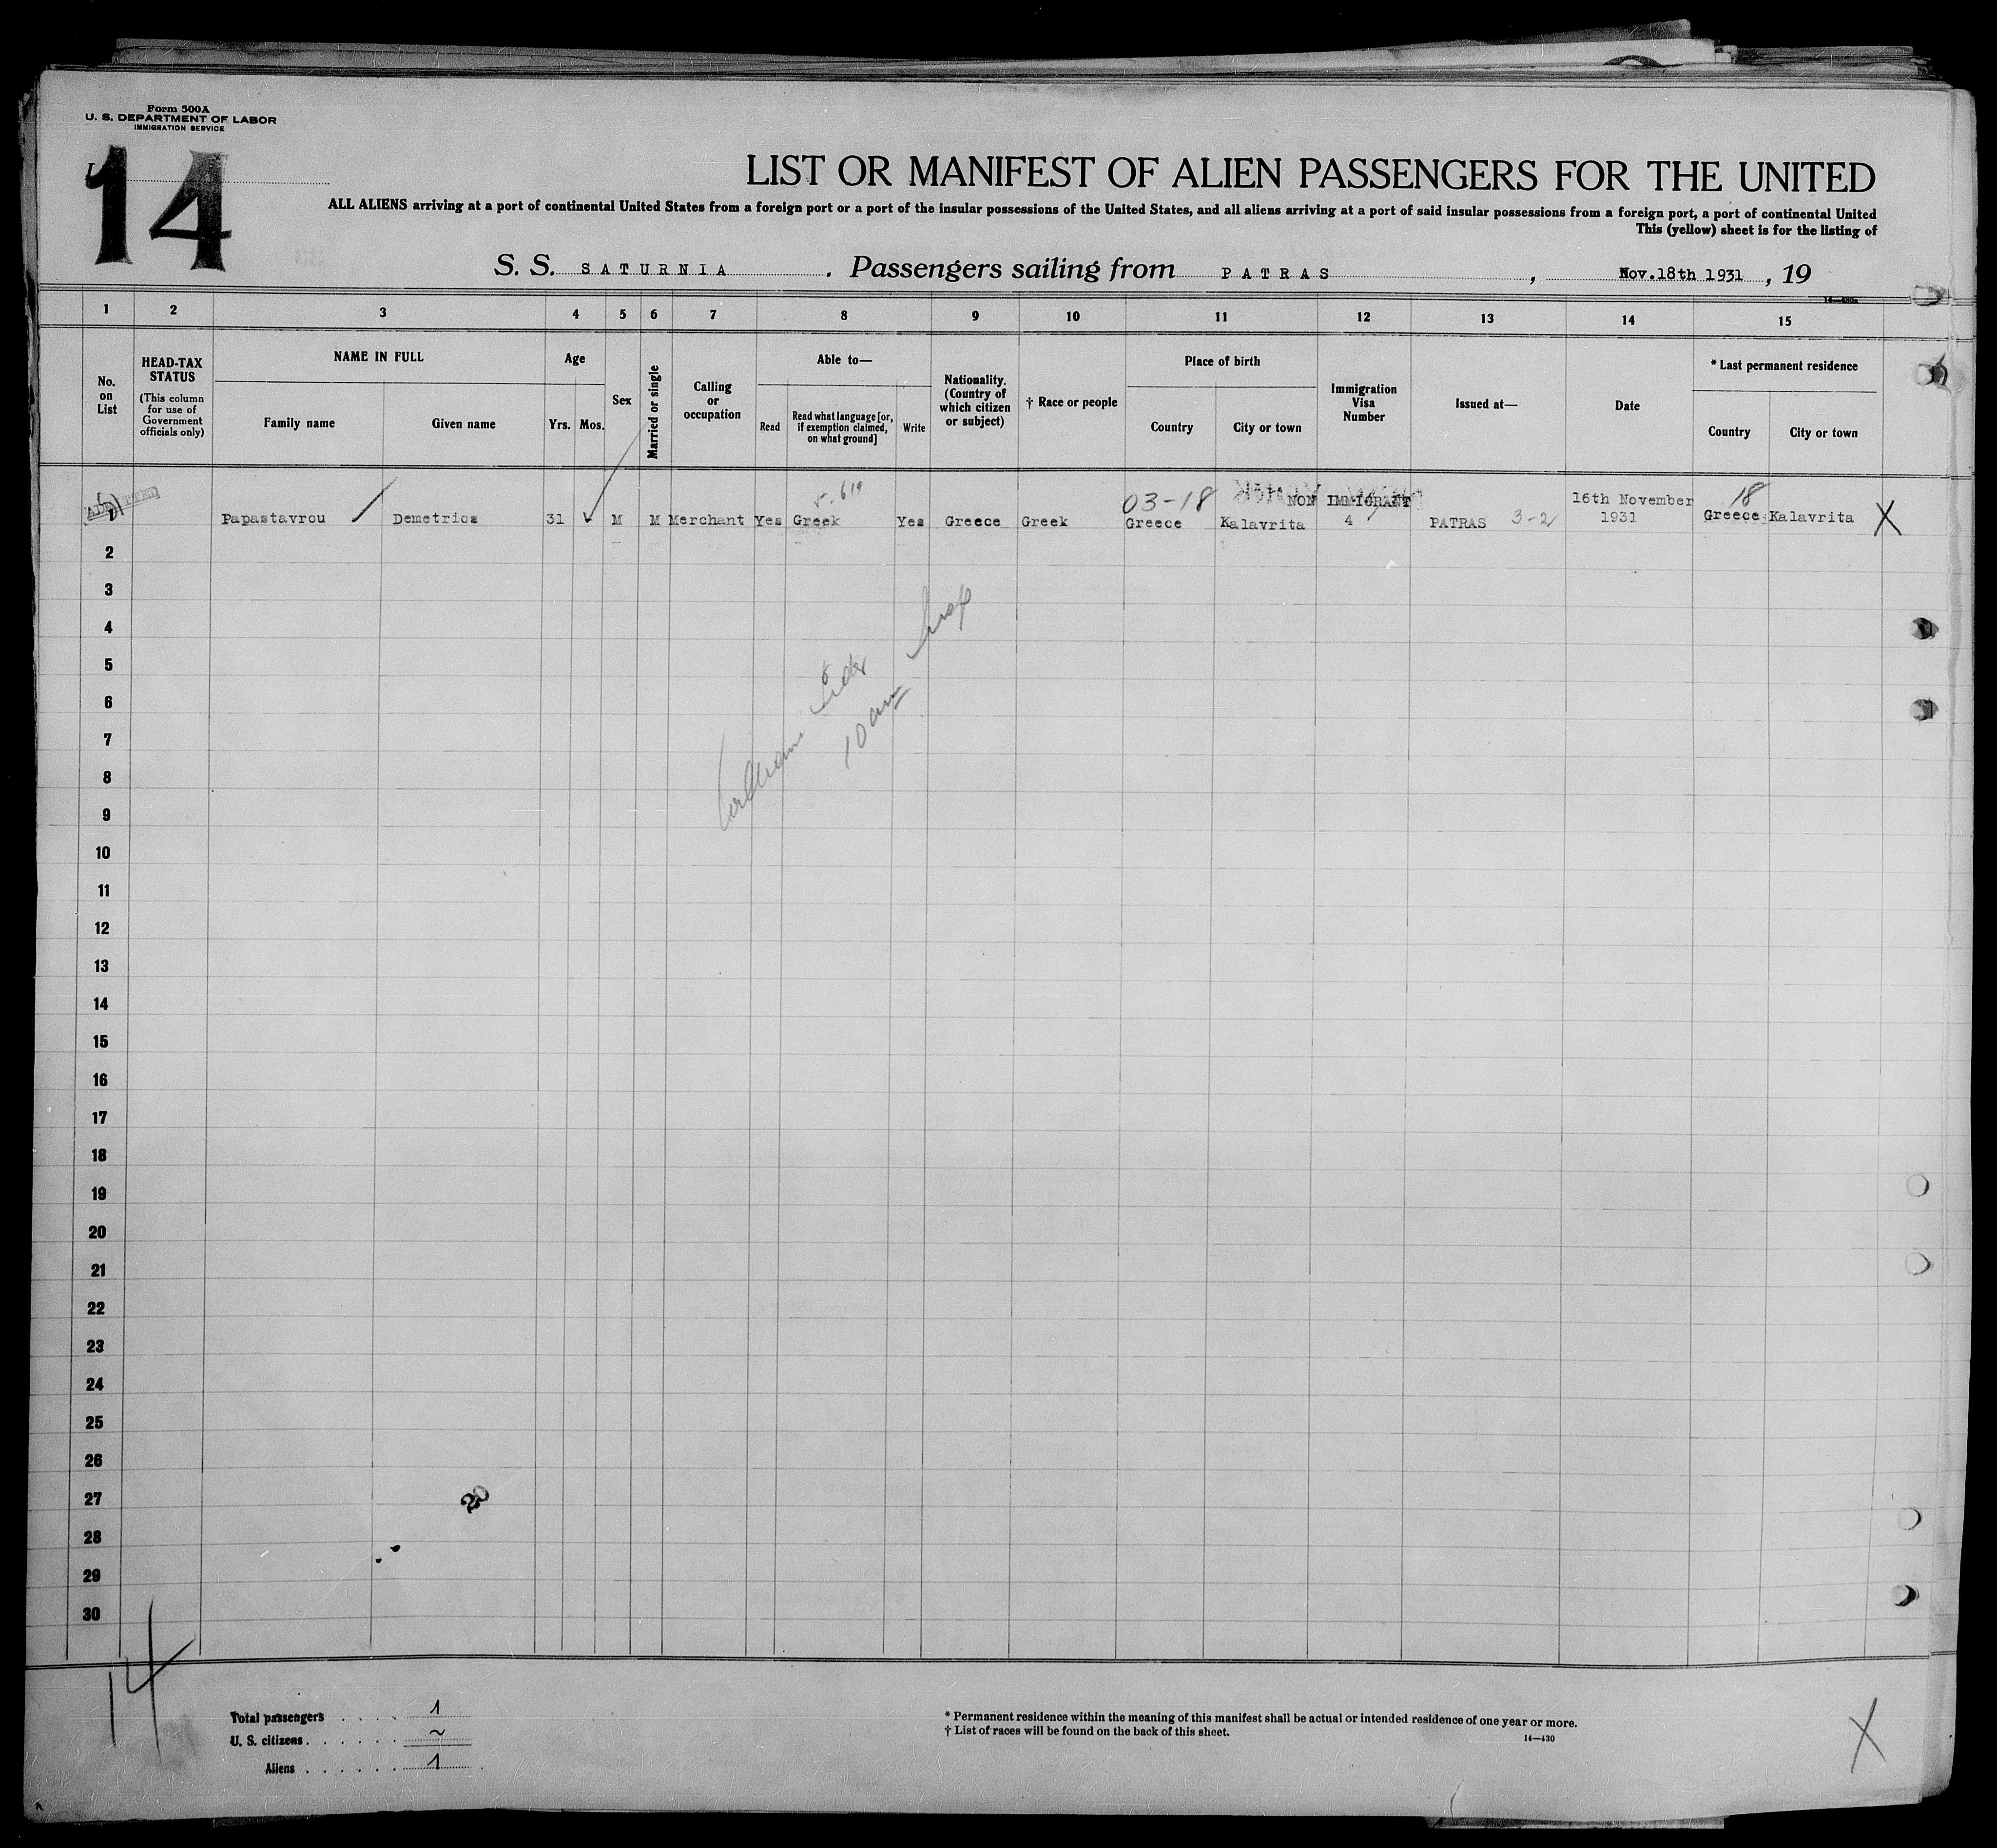 Form 500A
U. S. DEPARTMENT OF LABOR
IMMIGRATION SERVICE
14
LIST OR MANIFEST OF ALIEN PASSENGERS FOR THE UNITED
ALL ALIENS arriving at a port of continental United States from a foreign port or a port of the insular possessions of the United States, and all aliens arriving at a port of said insular possessions from a foreign port, a port of continental United
This (yellow) sheet is for the listing of
S. S. SATURNIA . Passengers sailing from PATRAS , Nov.18th 1931 , 19
14—430a
1 2 3 4 5 6 7 8 9 10 11 12 13 14 15
No. on List
HEAD-TAX STATUS
(This column for use of Government officials only)
NAME IN FULL
Family name
Given name
Age
Yrs. Mos.
Sex
Married or single
Calling or occupation
Able to—
Read
Read what language [or, if exemption claimed, on what ground]
Write
Nationality. (Country of which citizen or subject)
† Race or people
Place of birth
Country
City or town
Immigration Visa Number
Issued at—
Date
* Last permanent residence
Country
City or town
ADMITTED
03-18 NON IMMIGRANT 16th November 18
Papastavrou Demetrios 31 M M Merchant Yes Greek Yes Greece Greek Greece Kalavrita 4 PATRAS 3-2 1931 Greece Kalavrita X
2
3
4
5
6
7
8
9
10
11
12
13
14
15
16
17
18
19
20
21
22
23
24
25
26
27
28
29
30
10 am
20
14
Total passengers . . . . 1
U. S. citizens . . . . . . ~
Aliens . . . . . . 1
* Permanent residence within the meaning of this manifest shall be actual or intended residence of one year or more.
† List of races will be found on the back of this sheet.
14—430
X